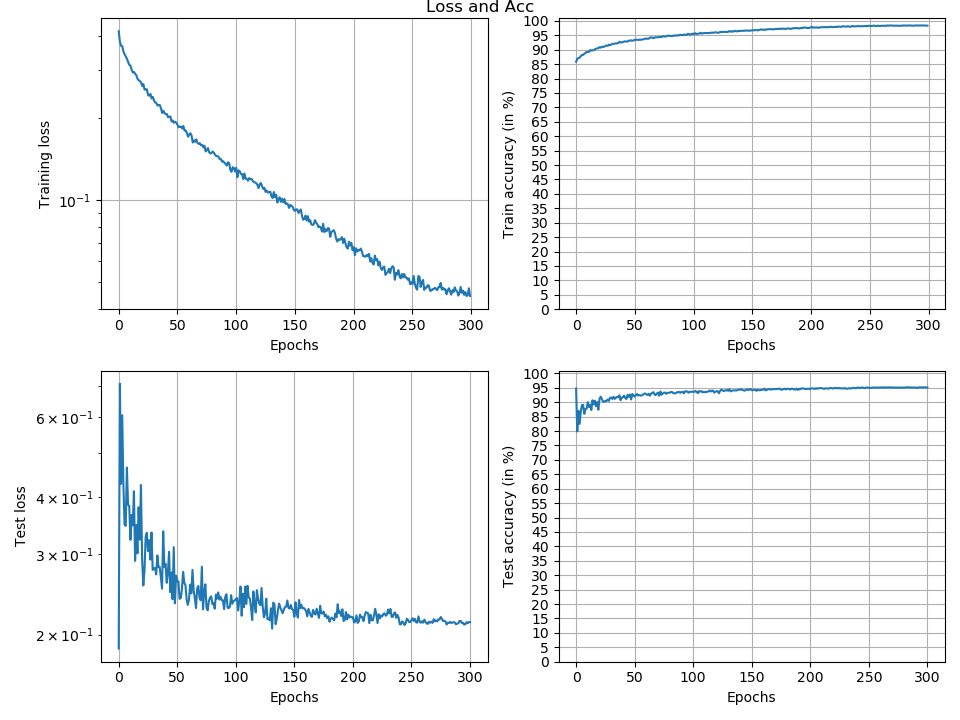 Loss and Acc
Training loss
10⁻¹
0 50 100 150 200 250 300
Epochs
Train accuracy (in %)
100
95
90
85
80
75
70
65
60
55
50
45
40
35
30
25
20
15
10
5
0
0 50 100 150 200 250 300
Epochs
Test loss
6 × 10⁻¹
4 × 10⁻¹
3 × 10⁻¹
2 × 10⁻¹
0 50 100 150 200 250 300
Epochs
Test accuracy (in %)
100
95
90
85
80
75
70
65
60
55
50
45
40
35
30
25
20
15
10
5
0
0 50 100 150 200 250 300
Epochs